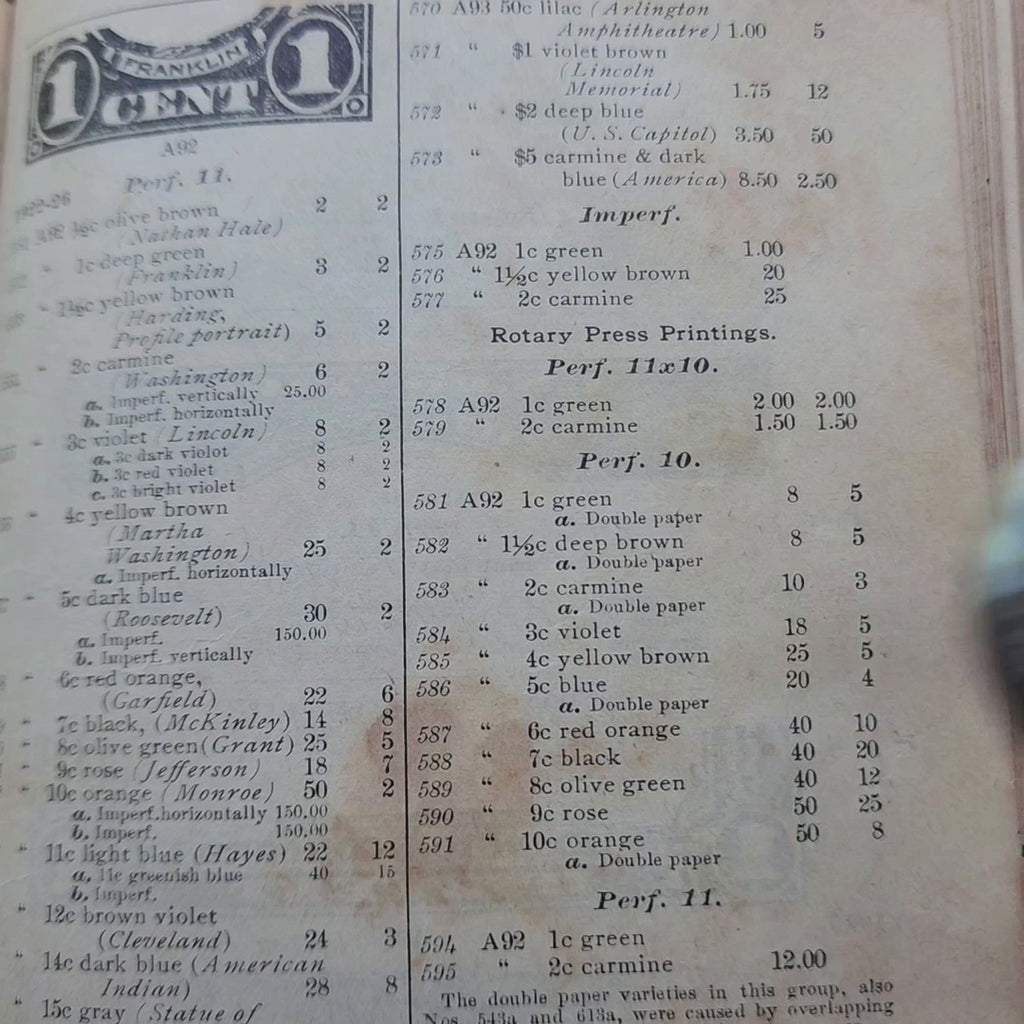 FRANKLIN
1 CENT 1
A92
Perf. 11.
1922-26
A92 ½c olive brown
(Nathan Hale) 2 2
" 1c deep green
(Franklin) 3 2
" 1½c yellow brown
(Harding,
Profile portrait) 5 2
2c carmine
(Washington) 6 2
a. Imperf. vertically 25.00
b. Imperf. horizontally
" 3c violet (Lincoln) 8 2
a. 3c dark violot 8 2
b. 3c red violet 8 2
c. 3c bright violet 8 2
" 4c yellow brown
(Martha
Washington) 25 2
a. Imperf. horizontally
" 5c dark blue
(Roosevelt) 30 2
a. Imperf. 150.00
b. Imperf. vertically
" 6c red orange,
(Garfield) 22 6
" 7c black, (McKinley) 14 8
" 8c olive green (Grant) 25 5
" 9c rose (Jefferson) 18 7
" 10c orange (Monroe) 50 2
a. Imperf. horizontally 150.00
b. Imperf. 150.00
" 11c light blue (Hayes) 22 12
a. 11c greenish blue 40 15
b. Imperf.
" 12c brown violet
(Cleveland) 24 3
" 14c dark blue (American
Indian) 28 8
" 15c gray (Statue of
570 A93 50c lilac (Arlington
Amphitheatre) 1.00 5
571 " $1 violet brown
(Lincoln
Memorial) 1.75 12
572 " $2 deep blue
(U. S. Capitol) 3.50 50
573 " $5 carmine & dark
blue (America) 8.50 2.50
Imperf.
575 A92 1c green 1.00
576 " 1½c yellow brown 20
577 " 2c carmine 25
Rotary Press Printings.
Perf. 11x10.
578 A92 1c green 2.00 2.00
579 " 2c carmine 1.50 1.50
Perf. 10.
581 A92 1c green 8 5
a. Double paper
582 " 1½c deep brown 8 5
a. Double paper
583 " 2c carmine 10 3
a. Double paper
584 " 3c violet 18 5
585 " 4c yellow brown 25 5
586 " 5c blue 20 4
a. Double paper
587 " 6c red orange 40 10
588 " 7c black 40 20
589 " 8c olive green 40 12
590 " 9c rose 50 25
591 " 10c orange 50 8
a. Double paper
Perf. 11.
594 A92 1c green
595 " 2c carmine 12.00
The double paper varieties in this group, also
Nos. 543a and 613a, were caused by overlapping